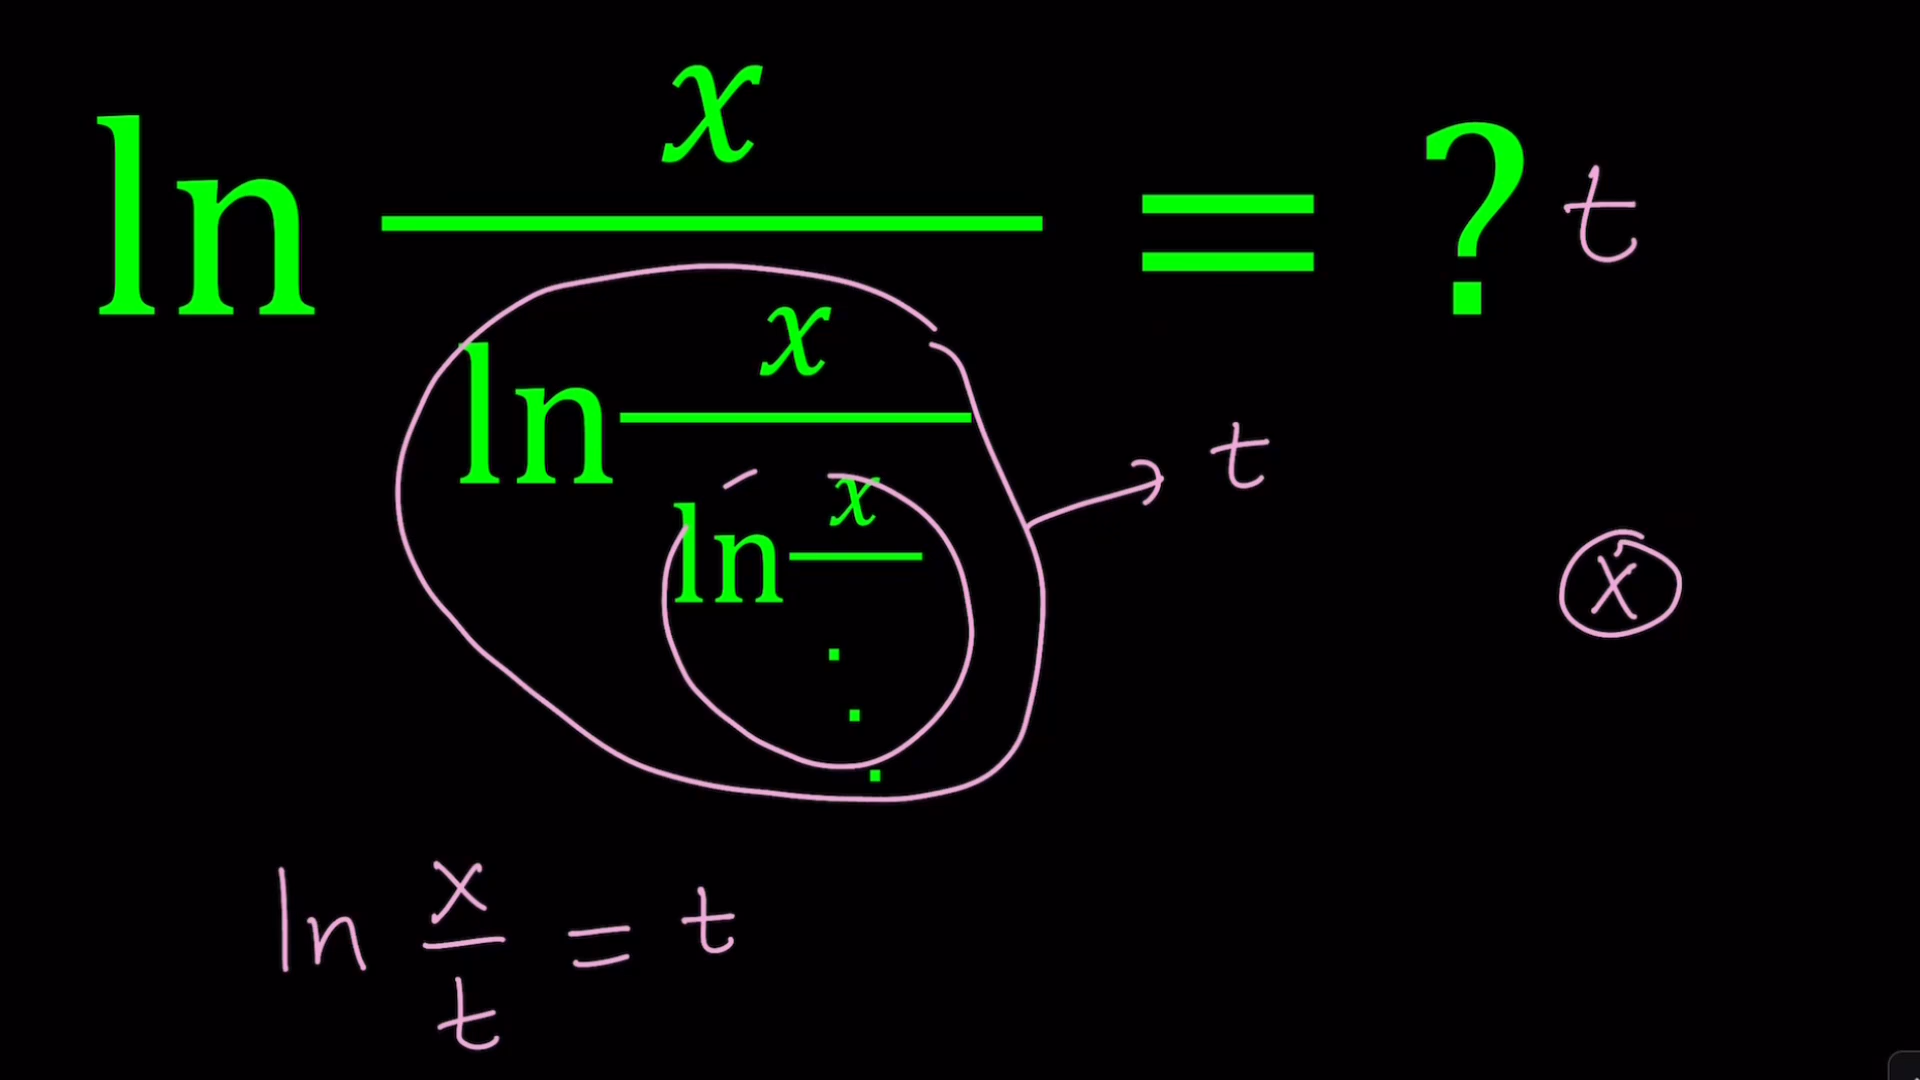 ln x / ln x / ln x / ⋱ = ? t
→ t
x
ln x/t = t